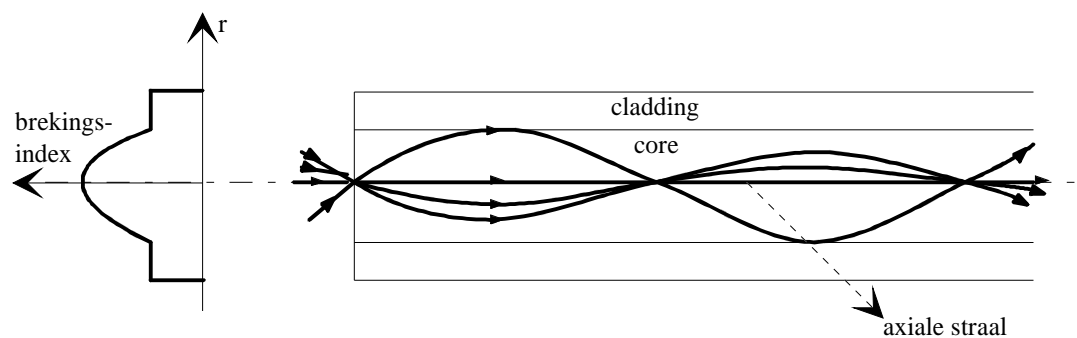 r
brekings-
index
cladding
core
axiale straal